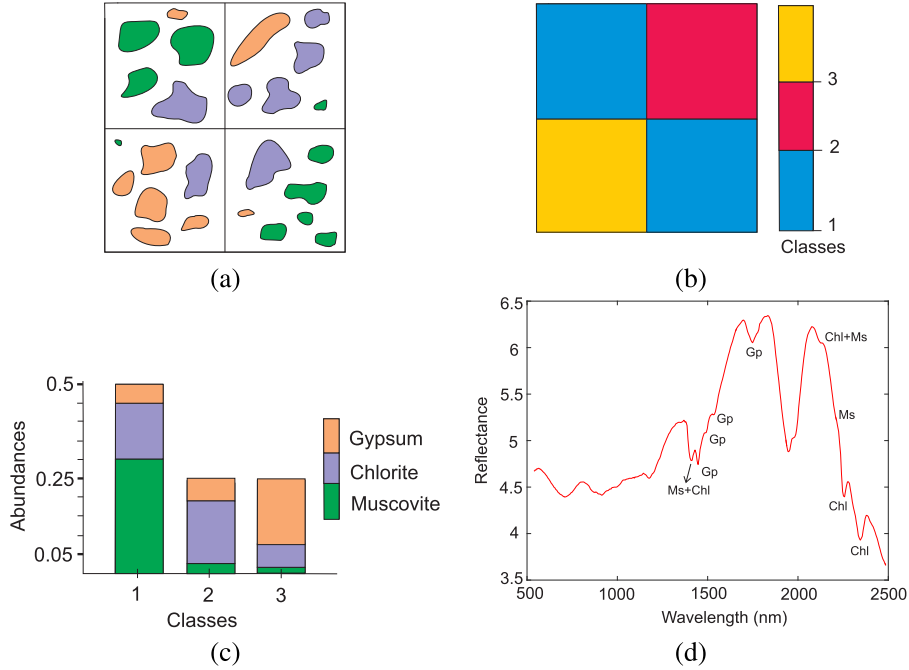 3
2
1
Classes
(a)
(b)
0.5
0.25
0.05
Abundances
Gypsum
Chlorite
Muscovite
1
2
3
Classes
(c)
6.5
6
5.5
5
4.5
4
3.5
Reflectance
Gp
Chl+Ms
Gp
Ms
Gp
Gp
Ms+Chl
Chl
Chl
500
1000
1500
2000
2500
Wavelength (nm)
(d)